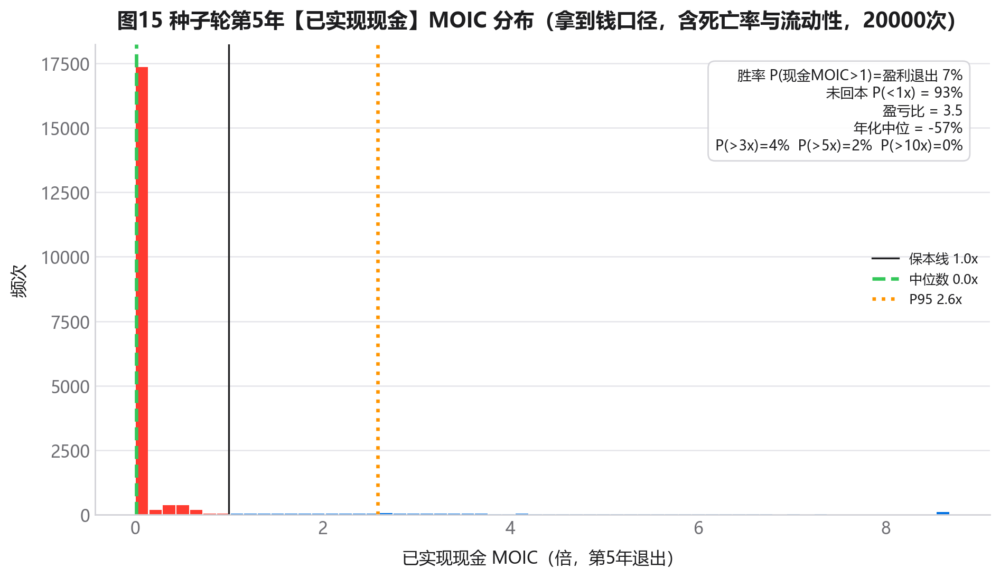 图15 种子轮第5年【已实现现金】MOIC 分布（拿到钱口径，含死亡率与流动性，20000次）
17500
15000
12500
10000
7500
5000
2500
0
频次
胜率 P(现金MOIC>1)=盈利退出 7%
未回本 P(<1x) = 93%
盈亏比 = 3.5
年化中位 = -57%
P(>3x)=4%  P(>5x)=2%  P(>10x)=0%
保本线 1.0x
中位数 0.0x
P95 2.6x
0 2 4 6 8
已实现现金 MOIC（倍，第5年退出）